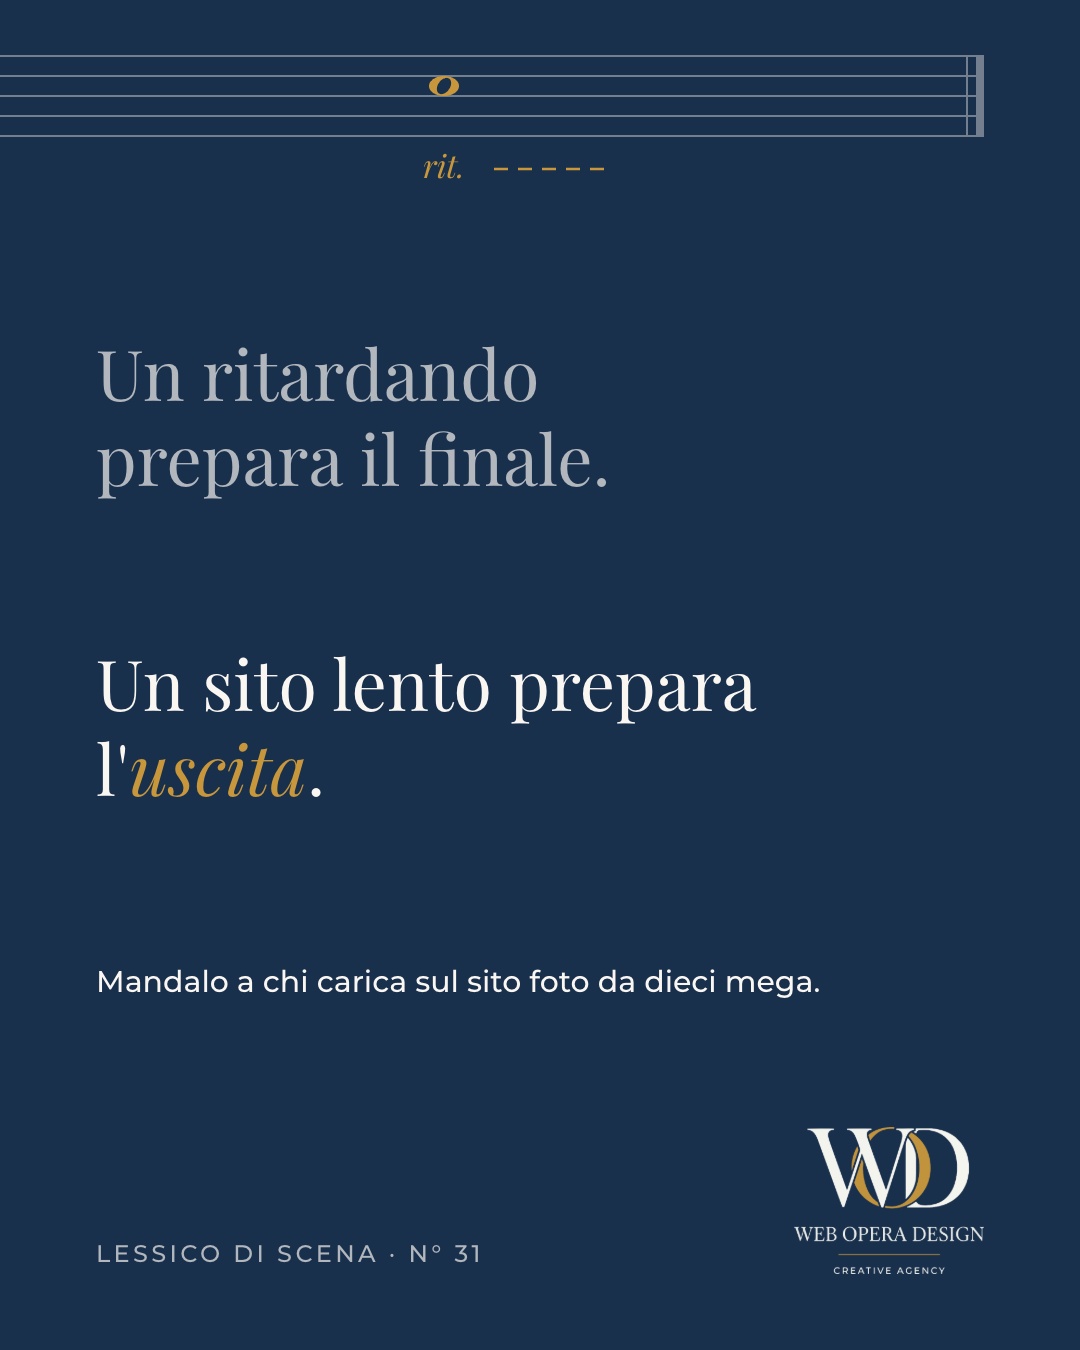 rit. – – – – –
Un ritardando
prepara il finale.
Un sito lento prepara
l'uscita.
Mandalo a chi carica sul sito foto da dieci mega.
LESSICO DI SCENA · N° 31
WOD
WEB OPERA DESIGN
CREATIVE AGENCY